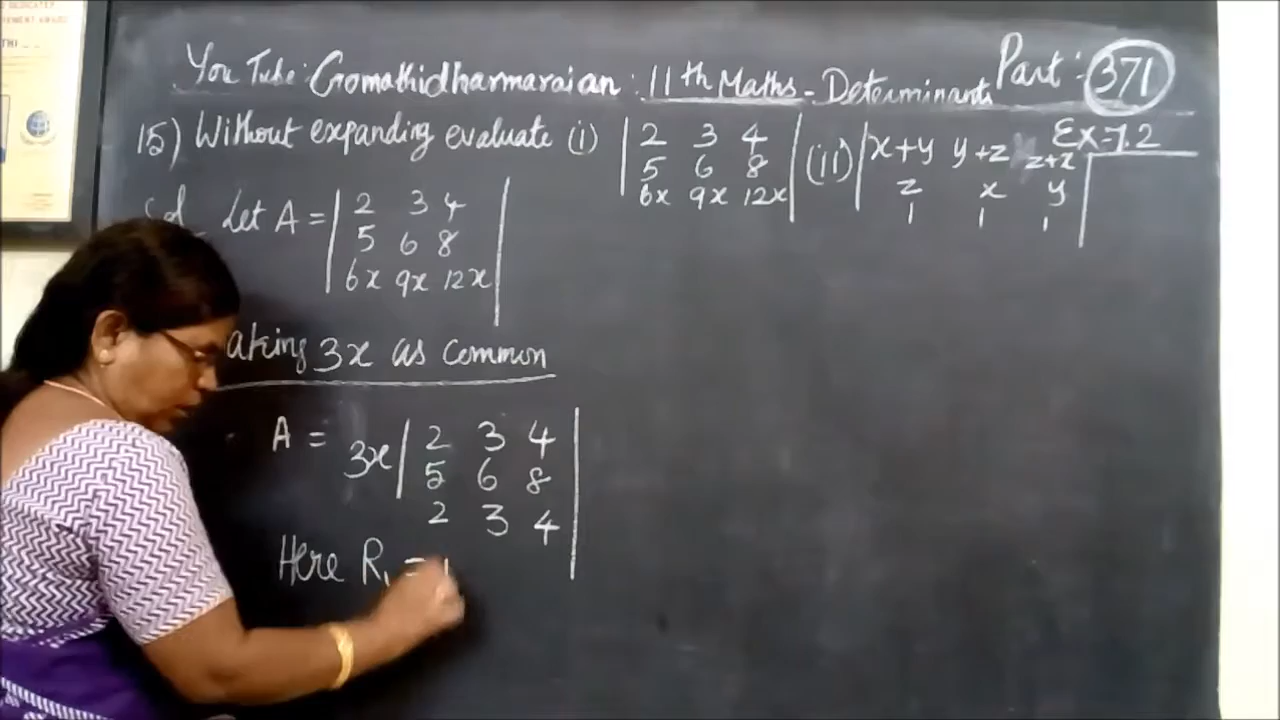 You Tube: Gomathidharmaraian : 11th Maths - Determinants Part: 371
15) Without expanding evaluate (i) | 2 3 4 | (ii) | x+y y+z z+x | Ex-7.2
5 6 8 z x y
6x 9x 12x 1 1 1
Sol Let A = | 2 3 4 |
5 6 8
6x 9x 12x
aking 3x as common
A = 3x | 2 3 4 |
5 6 8
2 3 4
Here R1 =